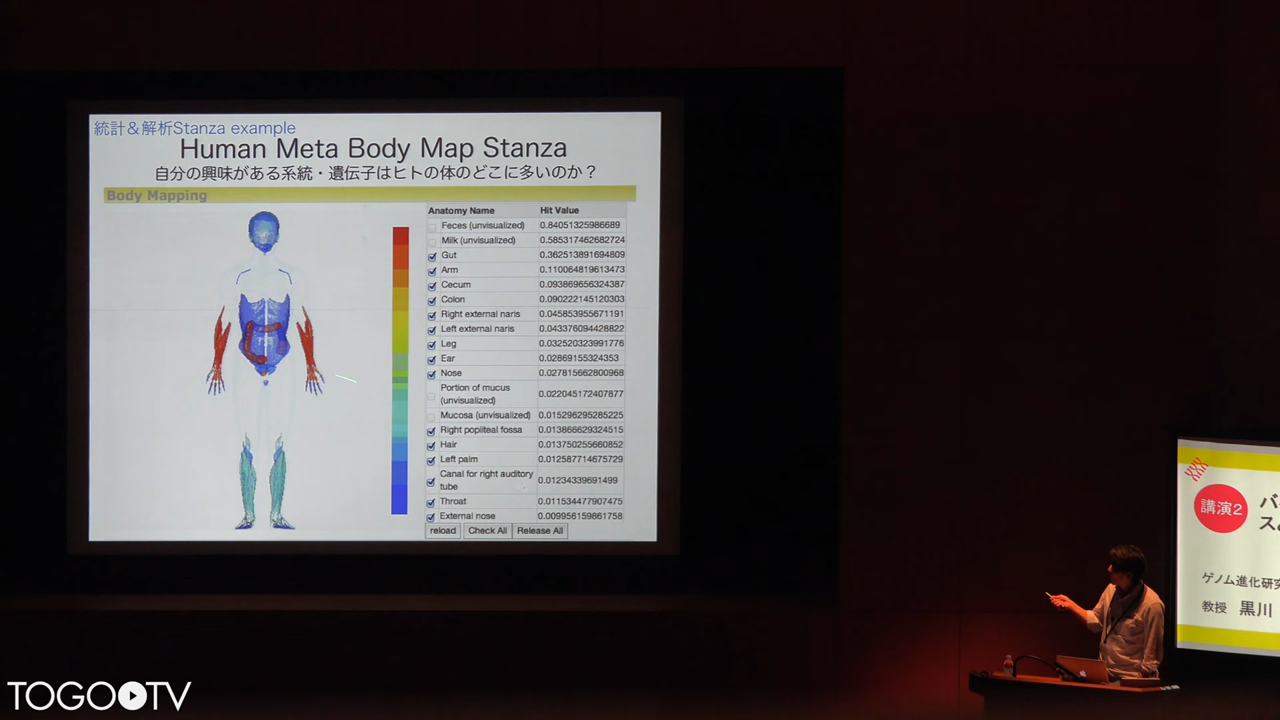 統計＆解析Stanza example
Human Meta Body Map Stanza
自分の興味がある系統・遺伝子はヒトの体のどこに多いのか？
Body Mapping
Anatomy Name Hit Value
Feces (unvisualized) 0.84051325986689
Milk (unvisualized) 0.585317462682724
Gut 0.362513891694809
Arm 0.110064819613473
Cecum 0.093869656324387
Colon 0.090222145120303
Right external naris 0.045853955671191
Left external naris 0.043376094428822
Leg 0.032520323991776
Ear 0.02869155324353
Nose 0.027815662800968
Portion of mucus
(unvisualized) 0.022045172407877
Mucosa (unvisualized) 0.015296295285225
Right popliteal fossa 0.013866629324515
Hair 0.013750255660852
Left palm 0.012587714675729
Canal for right auditory
tube 0.01234339691499
Throat 0.011534477907475
External nose 0.009956159861758
reload Check All Release All
講演2
バ
ス
ゲノム進化研究
教授 黒川
TOGO TV